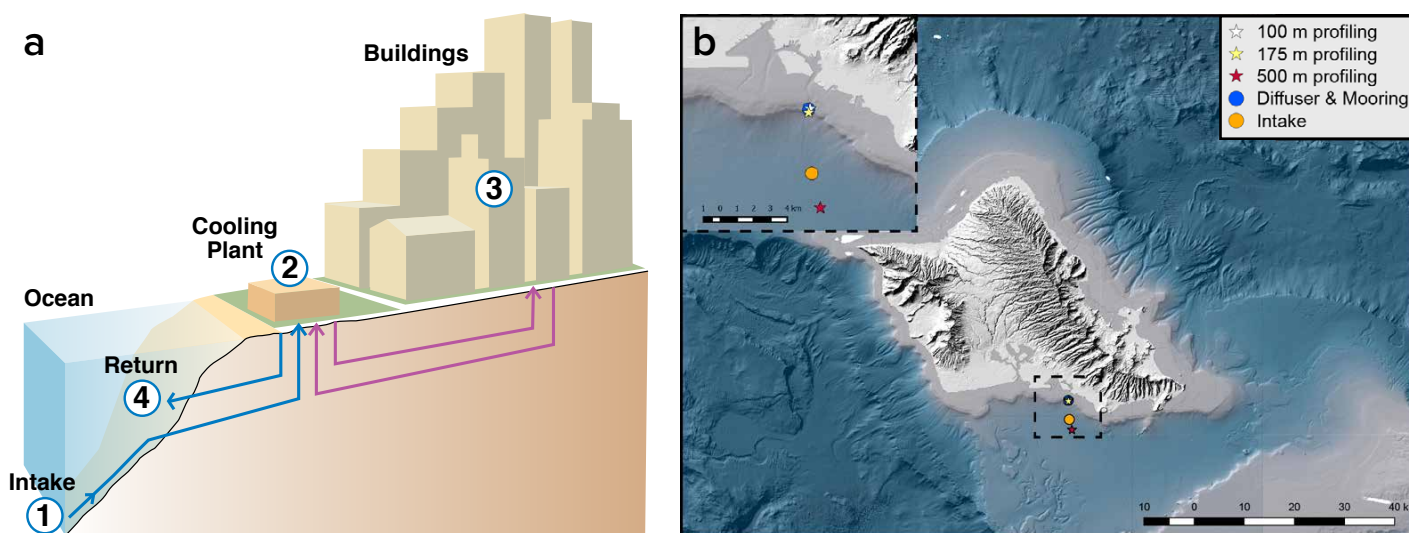 a
Buildings
3
Cooling
Plant
2
Ocean
Return
4
Intake
1
b
100 m profiling
175 m profiling
500 m profiling
Diffuser & Mooring
Intake
1 0 1 2 3 4 km
10 0 10 20 30 40 k